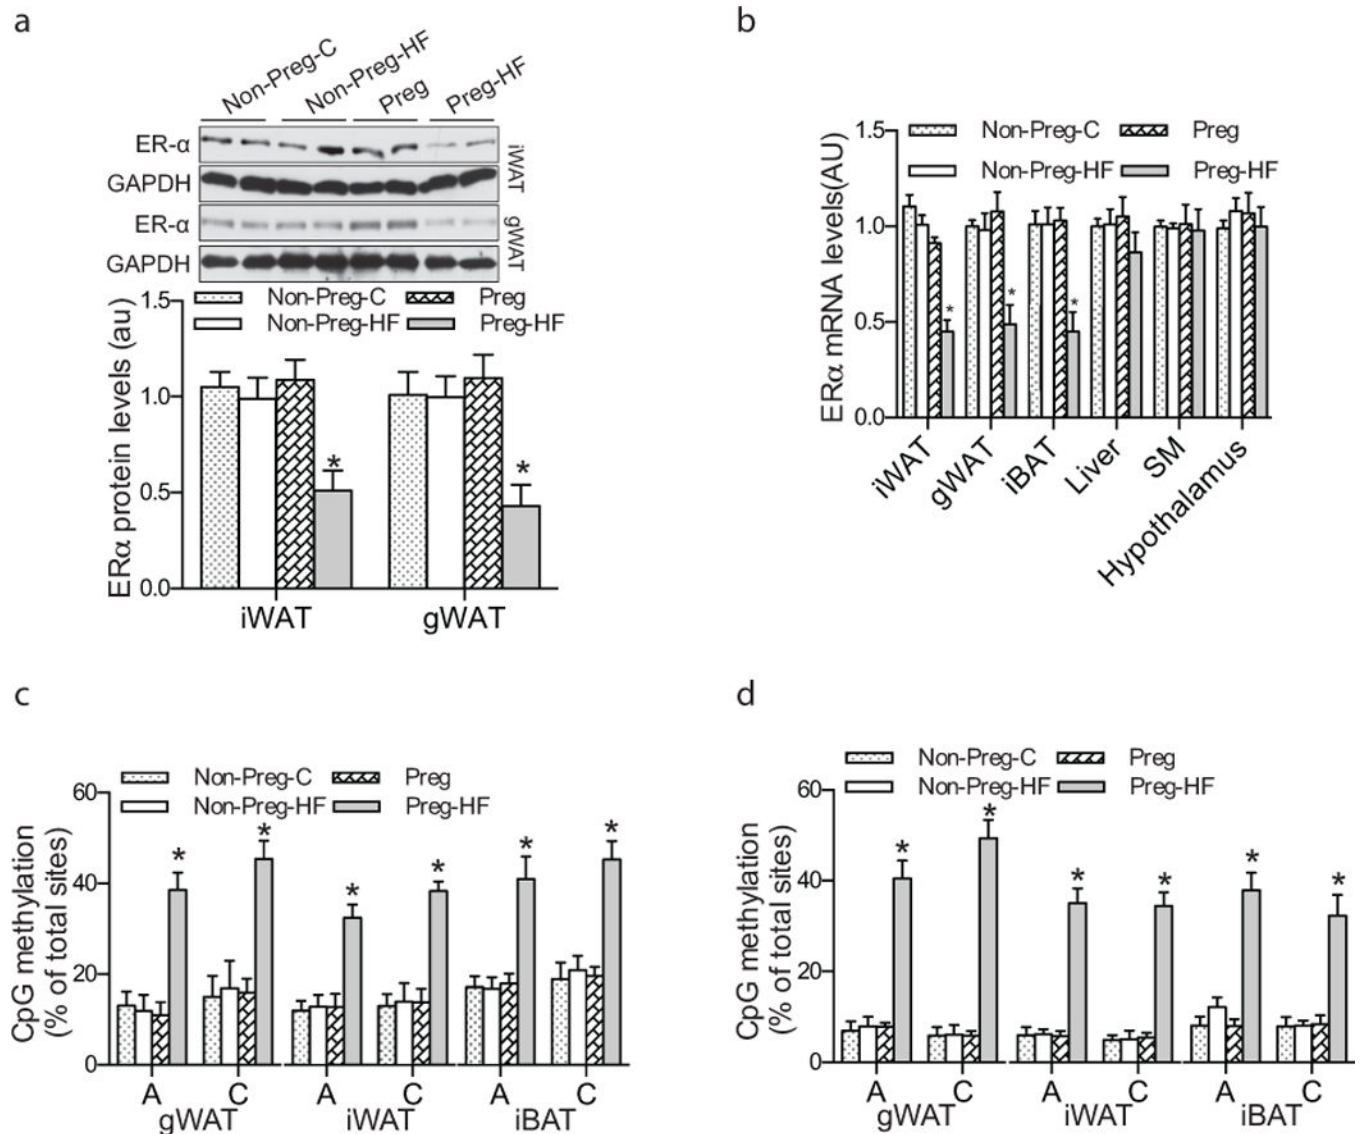 a
Non-Preg-C
Non-Preg-HF
Preg
Preg-HF
ER-α
GAPDH
iWAT
ER-α
GAPDH
gWAT
Non-Preg-C
Preg
Non-Preg-HF
Preg-HF
ERα protein levels (au)
1.5
1.0
0.5
0.0
*
*
iWAT
gWAT
b
Non-Preg-C
Preg
Non-Preg-HF
Preg-HF
ERα mRNA levels(AU)
1.5
1.0
0.5
0.0
*
*
*
iWAT
gWAT
iBAT
Liver
SM
Hypothalamus
c
Non-Preg-C
Preg
Non-Preg-HF
Preg-HF
CpG methylation
(% of total sites)
60
40
20
0
*
*
*
*
*
*
A C A C A C
gWAT iWAT iBAT
d
Non-Preg-C
Preg
Non-Preg-HF
Preg-HF
CpG methylation
(% of total sites)
60
40
20
0
*
*
*
*
*
*
A C A C A C
gWAT iWAT iBAT